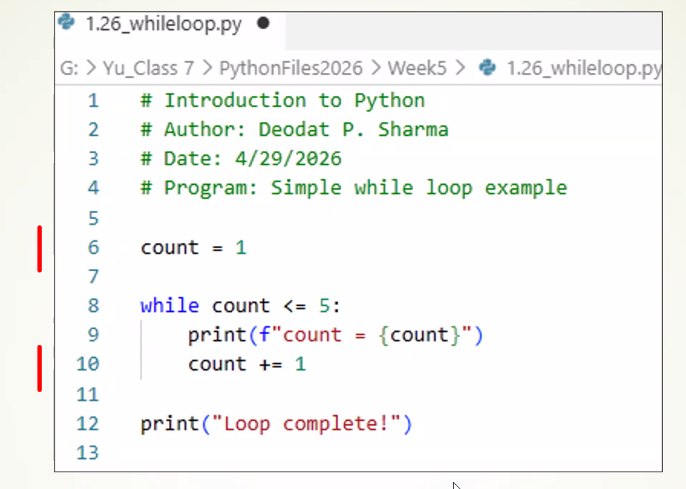 1.26_whileloop.py ●
G: > Yu_Class 7 > PythonFiles2026 > Week5 > 1.26_whileloop.py
1 # Introduction to Python
2 # Author: Deodat P. Sharma
3 # Date: 4/29/2026
4 # Program: Simple while loop example
5
6 count = 1
7
8 while count <= 5:
9     print(f"count = {count}")
10     count += 1
11
12 print("Loop complete!")
13